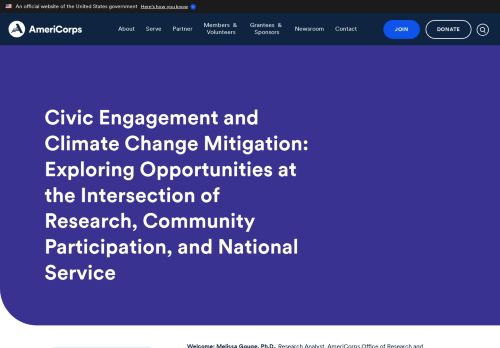 An official website of the United States government Here's how you know
AmeriCorps
About Serve Partner Members & Volunteers Grantees & Sponsors Newsroom Contact
JOIN
DONATE
Civic Engagement and
Climate Change Mitigation:
Exploring Opportunities at
the Intersection of
Research, Community
Participation, and National
Service
Welcome: Melissa Gouge, Ph.D., Research Analyst, AmeriCorps Office of Research and